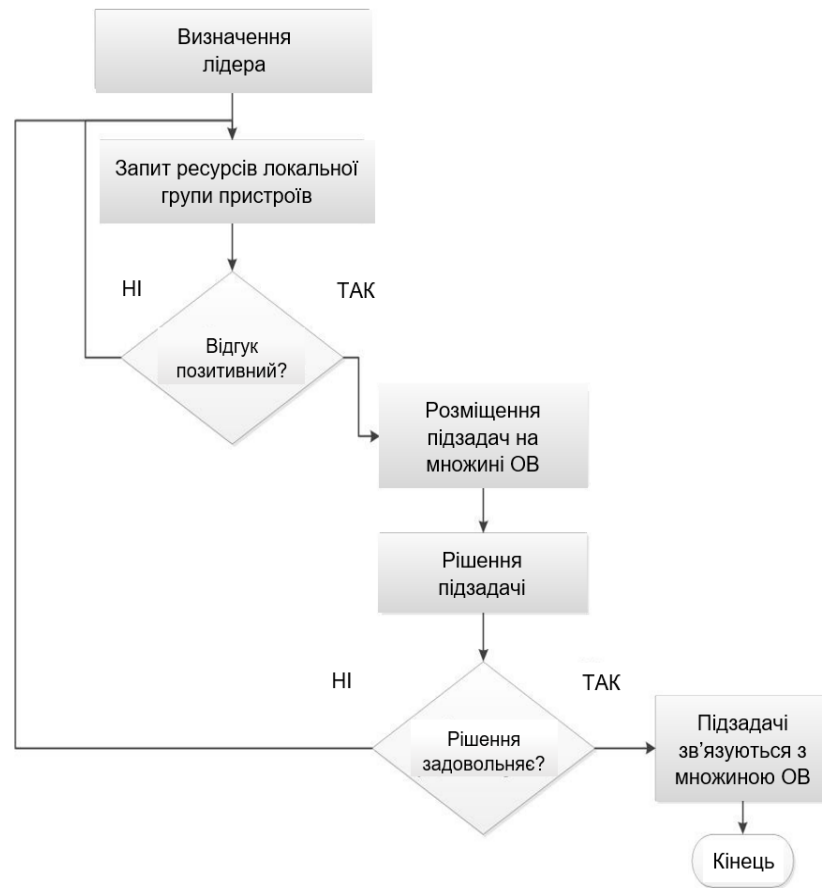 Визначення
лідера
Запит ресурсів локальної
групи пристроїв
НІ
ТАК
Відгук
позитивний?
Розміщення
підзадач на
множині ОВ
Рішення
підзадачі
НІ
ТАК
Рішення
задовольняє?
Підзадачі
зв’язуються з
множиною ОВ
Кінець